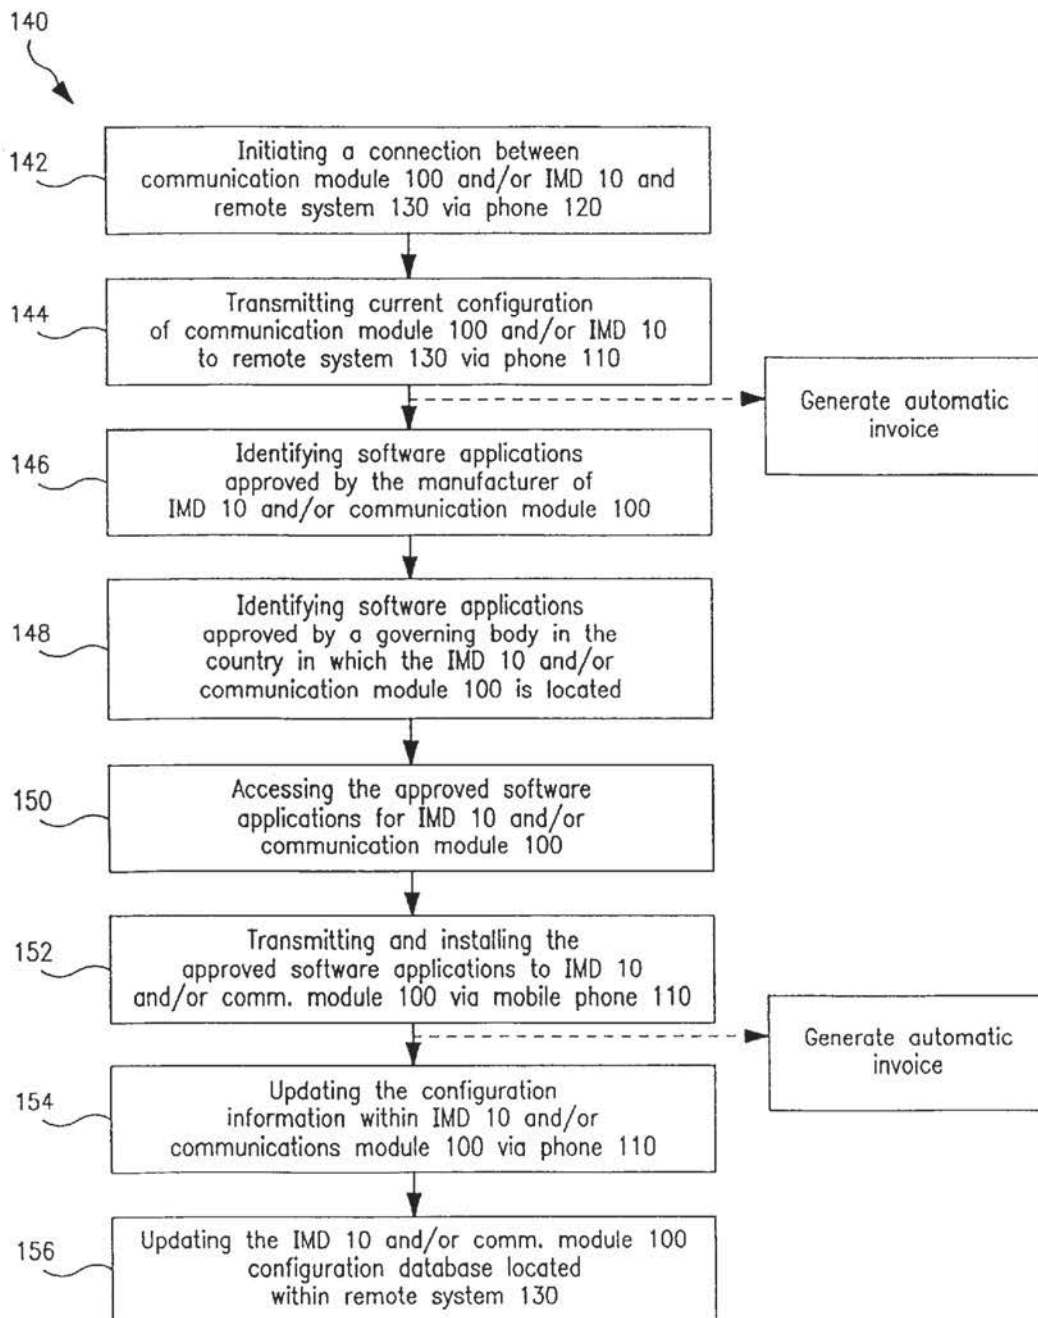 140
142
Initiating a connection between
communication module 100 and/or IMD 10 and
remote system 130 via phone 120
144
Transmitting current configuration
of communication module 100 and/or IMD 10
to remote system 130 via phone 110
Generate automatic
invoice
146
Identifying software applications
approved by the manufacturer of
IMD 10 and/or communication module 100
148
Identifying software applications
approved by a governing body in the
country in which the IMD 10 and/or
communication module 100 is located
150
Accessing the approved software
applications for IMD 10 and/or
communication module 100
152
Transmitting and installing the
approved software applications to IMD 10
and/or comm. module 100 via mobile phone 110
Generate automatic
invoice
154
Updating the configuration
information within IMD 10 and/or
communications module 100 via phone 110
156
Updating the IMD 10 and/or comm. module 100
configuration database located
within remote system 130